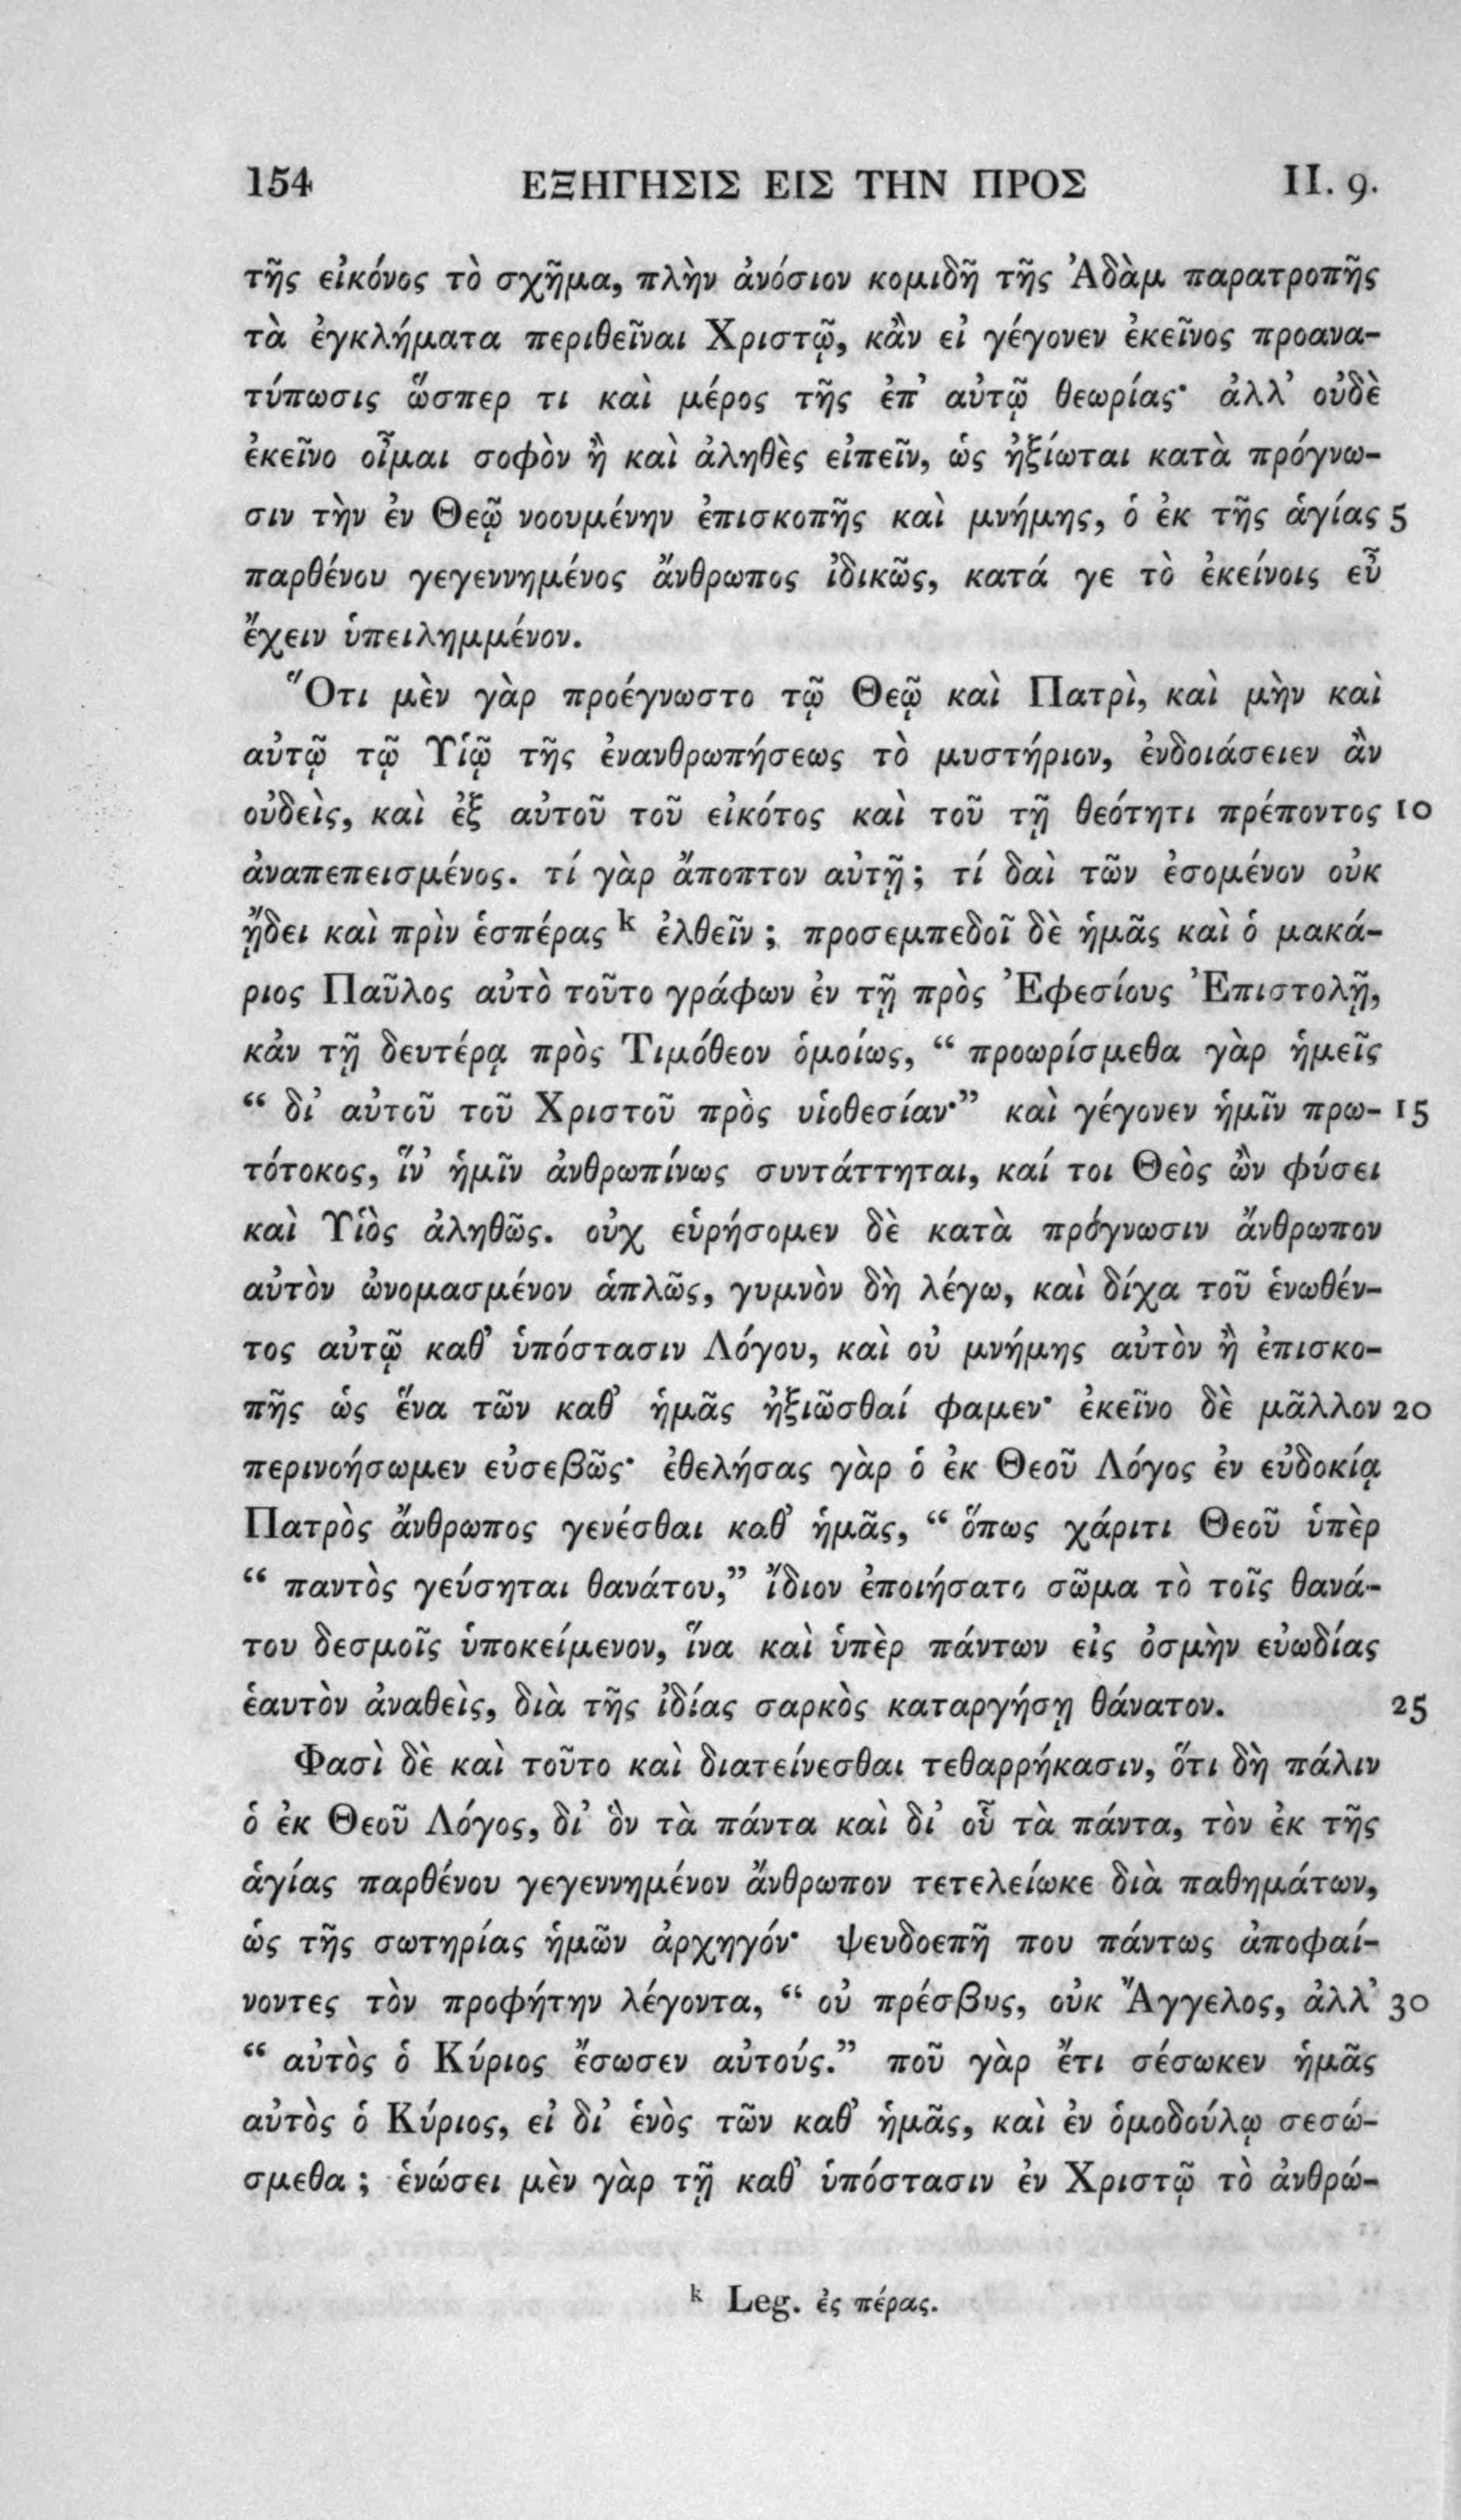 154 ΕΞΗΓΗΣΙΣ ΕΙΣ ΤΗΝ ΠΡΟΣ II. 9.
τῆς εἰκόνος τὸ σχῆμα, πλὴν ἀνόσιον κομιδῆ τῆς Ἀδὰμ παρατροπῆς
τὰ ἐγκλήματα περιθεῖναι Χριστῷ, κἂν εἰ γέγονεν ἐκεῖνος προανα-
τύπωσις ὥσπερ τι καὶ μέρος τῆς ἐπ’ αὐτῷ θεωρίας· ἀλλ’ οὐδὲ
ἐκεῖνο οἶμαι σοφὸν ἢ καὶ ἀληθὲς εἰπεῖν, ὡς ἠξίωται κατὰ πρόγνω-
σιν τὴν ἐν Θεῷ νοουμένην ἐπισκοπῆς καὶ μνήμης, ὁ ἐκ τῆς ἁγίας 5
παρθένου γεγεννημένος ἄνθρωπος ἰδικῶς, κατά γε τὸ ἐκείνοις εὖ
ἔχειν ὑπειλημμένον.
Ὅτι μὲν γὰρ προέγνωστο τῷ Θεῷ καὶ Πατρὶ, καὶ μὴν καὶ
αὐτῷ τῷ Υἱῷ τῆς ἐνανθρωπήσεως τὸ μυστήριον, ἐνδοιάσειεν ἂν
οὐδεὶς, καὶ ἐξ αὐτοῦ τοῦ εἰκότος καὶ τοῦ τῇ θεότητι πρέποντος 10
ἀναπεπεισμένος. τί γὰρ ἄποπτον αὐτῇ; τί δαὶ τῶν ἐσομένον οὐκ
ᾔδει καὶ πρὶν ἑσπέρας k ἐλθεῖν; προσεμπεδοῖ δὲ ἡμᾶς καὶ ὁ μακά-
ριος Παῦλος αὐτὸ τοῦτο γράφων ἐν τῇ πρὸς Ἐφεσίους Ἐπιστολῇ,
κἀν τῇ δευτέρᾳ πρὸς Τιμόθεον ὁμοίως, “ προωρίσμεθα γὰρ ἡμεῖς
“ δι’ αὐτοῦ τοῦ Χριστοῦ πρὸς υἱοθεσίαν·” καὶ γέγονεν ἡμῖν πρω- 15
τότοκος, ἵν’ ἡμῖν ἀνθρωπίνως συντάττηται, καί τοι Θεὸς ὢν φύσει
καὶ Υἱὸς ἀληθῶς. οὐχ εὑρήσομεν δὲ κατὰ πρόγνωσιν ἄνθρωπον
αὐτὸν ὠνομασμένον ἁπλῶς, γυμνὸν δὴ λέγω, καὶ δίχα τοῦ ἑνωθέν-
τος αὐτῷ καθ’ ὑπόστασιν Λόγου, καὶ οὐ μνήμης αὐτὸν ἢ ἐπισκο-
πῆς ὡς ἕνα τῶν καθ’ ἡμᾶς ἠξιῶσθαί φαμεν· ἐκεῖνο δὲ μᾶλλον 20
περινοήσωμεν εὐσεβῶς· ἐθελήσας γὰρ ὁ ἐκ Θεοῦ Λόγος ἐν εὐδοκίᾳ
Πατρὸς ἄνθρωπος γενέσθαι καθ’ ἡμᾶς, “ ὅπως χάριτι Θεοῦ ὑπὲρ
“ παντὸς γεύσηται θανάτου,” ἴδιον ἐποιήσατο σῶμα τὸ τοῖς θανά-
του δεσμοῖς ὑποκείμενον, ἵνα καὶ ὑπὲρ πάντων εἰς ὀσμὴν εὐωδίας
ἑαυτὸν ἀναθεὶς, διὰ τῆς ἰδίας σαρκὸς καταργήσῃ θάνατον. 25
Φασὶ δὲ καὶ τοῦτο καὶ διατείνεσθαι τεθαρρήκασιν, ὅτι δὴ πάλιν
ὁ ἐκ Θεοῦ Λόγος, δι’ ὃν τὰ πάντα καὶ δι’ οὗ τὰ πάντα, τὸν ἐκ τῆς
ἁγίας παρθένου γεγεννημένον ἄνθρωπον τετελείωκε διὰ παθημάτων,
ὡς τῆς σωτηρίας ἡμῶν ἀρχηγόν· ψευδοεπῆ που πάντως ἀποφαί-
νοντες τὸν προφήτην λέγοντα, “ οὐ πρέσβυς, οὐκ Ἄγγελος, ἀλλ’ 30
“ αὐτὸς ὁ Κύριος ἔσωσεν αὐτούς.” ποῦ γὰρ ἔτι σέσωκεν ἡμᾶς
αὐτὸς ὁ Κύριος, εἰ δι’ ἑνὸς τῶν καθ’ ἡμᾶς, καὶ ἐν ὁμοδούλῳ σεσώ-
σμεθα; ἑνώσει μὲν γὰρ τῇ καθ’ ὑπόστασιν ἐν Χριστῷ τὸ ἀνθρώ-
k Leg. ἐς πέρας.